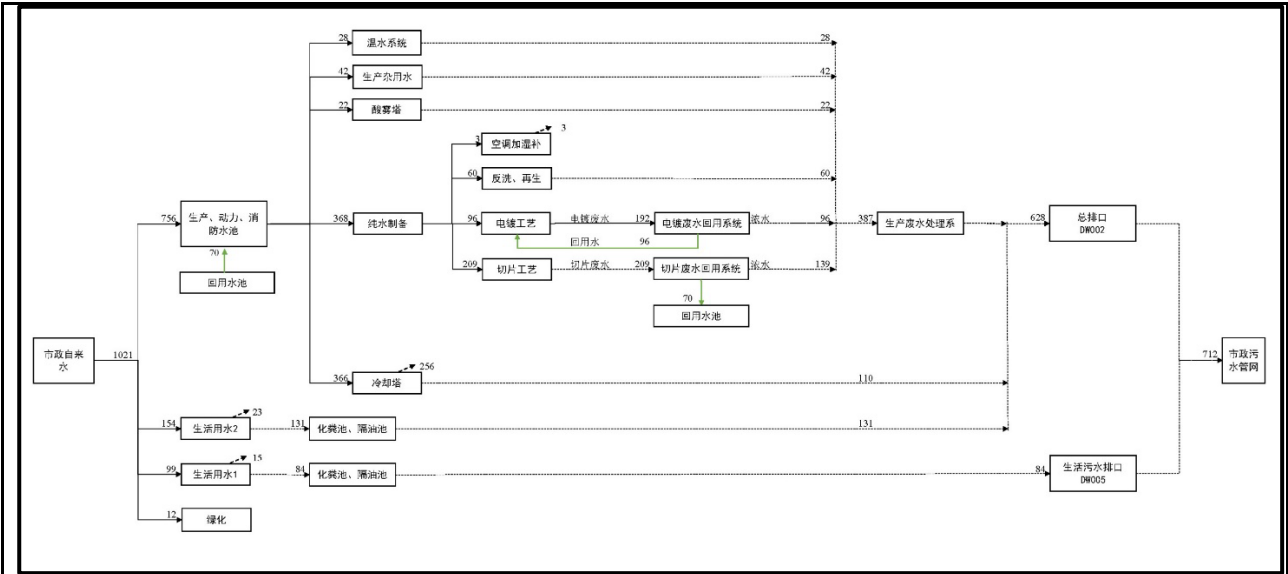 28 温水系统 28
42 生产杂用水 42
22 酸雾塔 22
3 空调加湿补 3
60 反洗、再生 60
756 生产、动力、消
防水池
368 纯水制备 96 电镀工艺 电镀废水 192 电镀废水回用系统 浓水 96 387 生产废水处理系 628 总排口
DW002
回用水 96
70
回用水池
209 切片工艺 切片废水 209 切片废水回用系统 浓水 139
70
回用水池
市政自来
水
1021
712 市政污
水管网
366 冷却塔 256 110
154 生活用水2 23 131 化粪池、隔油池 131
99 生活用水1 15 84 化粪池、隔油池 84 生活污水排口
DW005
12 绿化